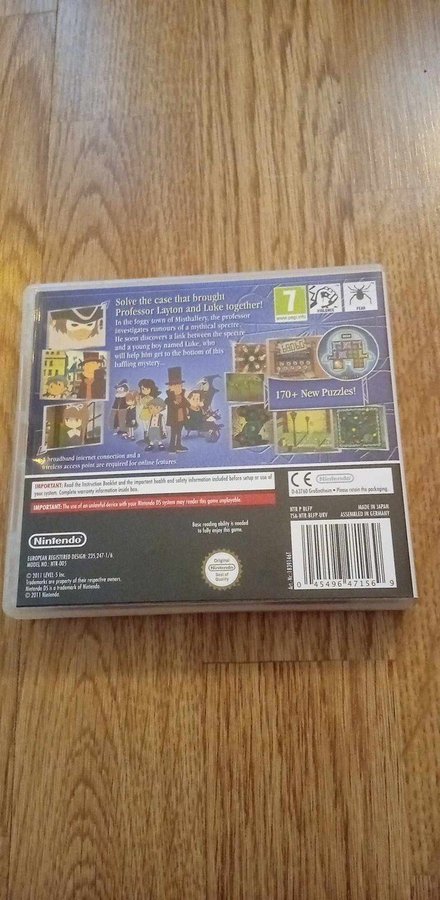 Solve the case that brought
Professor Layton and Luke together!
In the foggy town of Misthallery, the professor
investigates rumours of a mythical spectre.
He soon discovers a link between the spectre
and a young boy named Luke, who
will help him get to the bottom of this
baffling mystery...
7
www.pegi.info
VIOLENCE
FEAR
170+ New Puzzles!
a broadband internet connection and a
wireless access point are required for online features.
IMPORTANT: Read the Instruction Booklet and the important health and safety information included before setup or use of
your system. Complete warranty information inside box.
IMPORTANT: The use of an unlawful device with your Nintendo DS system may render this game unplayable.
CE Nintendo
D-63760 Großostheim • Please retain this packaging.
Basic reading ability is needed
to fully enjoy this game.
Nintendo
EUROPEAN REGISTERED DESIGN: 235.247-1/6.
MODEL NO.: NTR-005
© 2011 LEVEL-5 Inc.
Trademarks are property of their respective owners.
Nintendo DS is a trademark of Nintendo.
© 2011 Nintendo.
Original
Nintendo
Seal of
Quality
NTR P BLFP
TSA-NTR-BLFP-UKV
MADE IN JAPAN
ASSEMBLED IN GERMANY
0 45496 47156 9